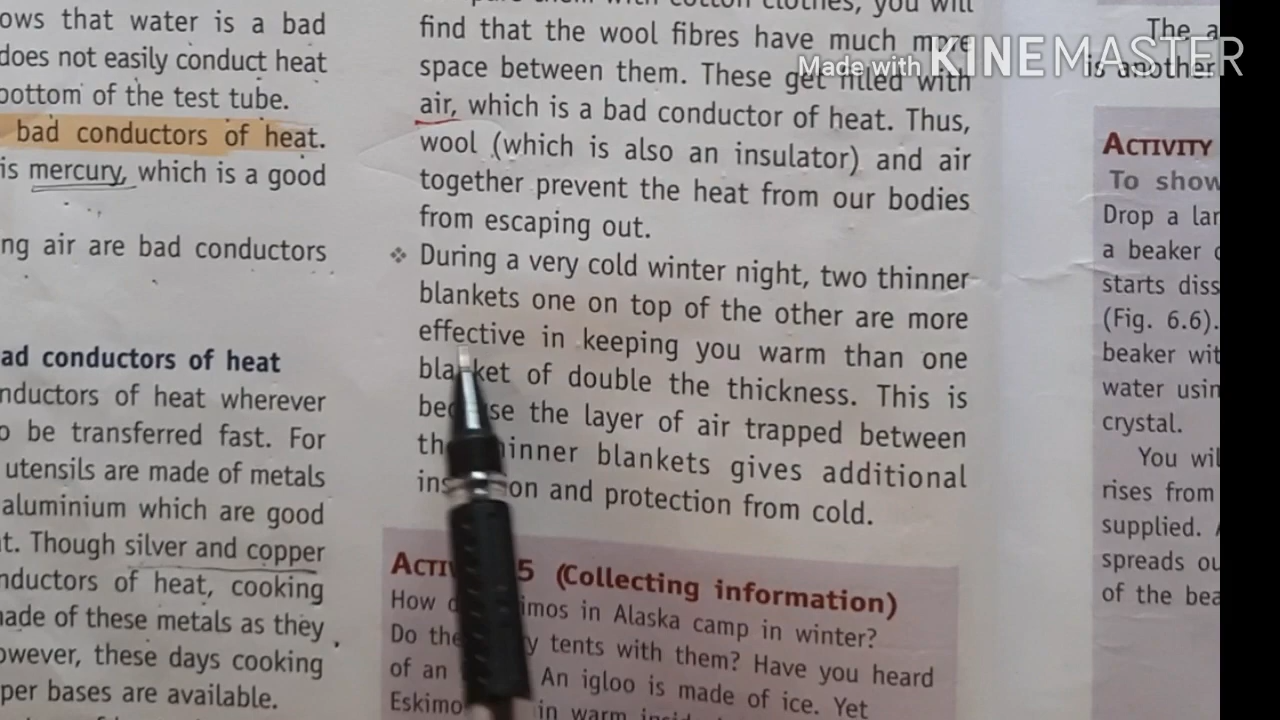 ows that water is a bad
does not easily conduct heat
bottom of the test tube.
bad conductors of heat.
is mercury, which is a good
ng air are bad conductors
ad conductors of heat
nductors of heat wherever
o be transferred fast. For
utensils are made of metals
aluminium which are good
t. Though silver and copper
nductors of heat, cooking
made of these metals as they
owever, these days cooking
per bases are available.
them with cotton clothes, you will
find that the wool fibres have much more
space between them. These get filled with
air, which is a bad conductor of heat. Thus,
wool (which is also an insulator) and air
together prevent the heat from our bodies
from escaping out.
❖ During a very cold winter night, two thinner
blankets one on top of the other are more
effective in keeping you warm than one
blanket of double the thickness. This is
because the layer of air trapped between
the thinner blankets gives additional
and protection from cold.
5 (Collecting information)
How imos in Alaska camp in winter?
Do tents with them? Have you heard
of an An igloo is made of ice. Yet
Eskimo in warm
The a
is another
ACTIVITY
To show
Drop a lar
a beaker
starts diss
(Fig. 6.6).
beaker wit
water usin
crystal.
You wil
rises from
supplied.
spreads ou
of the bea
Made with KINEMASTER